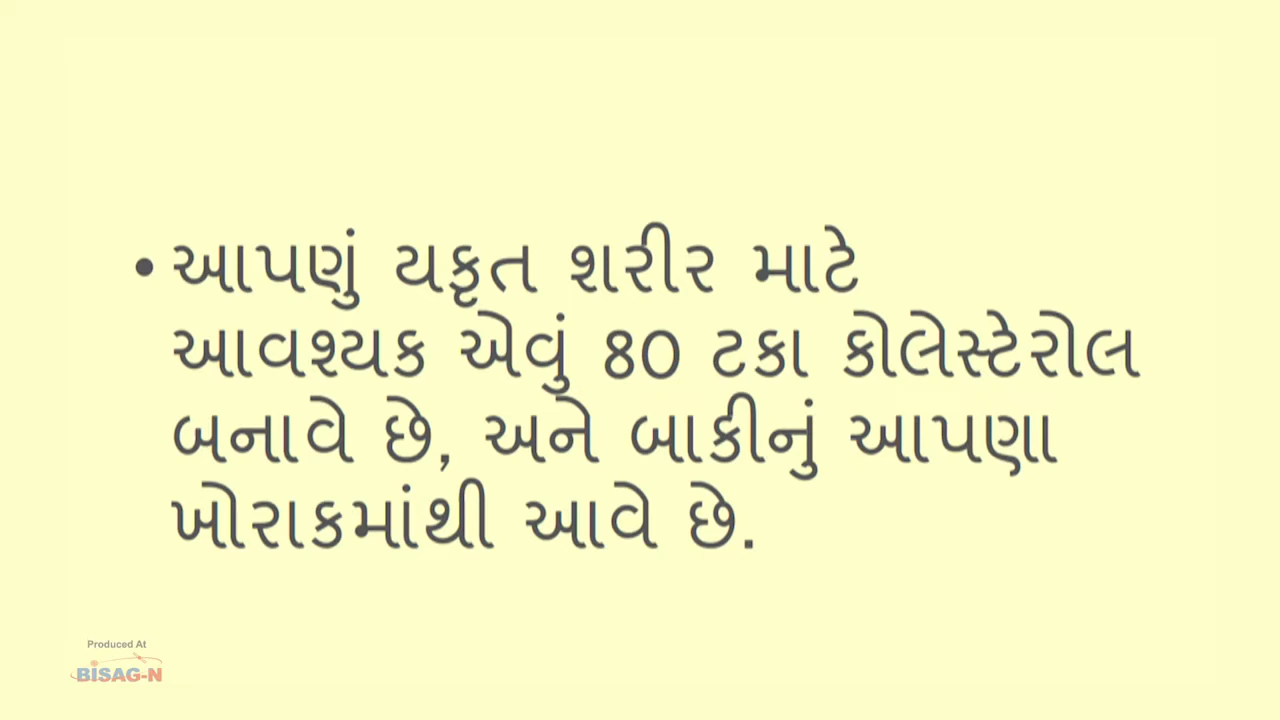 • આપણું યકૃત શરીર માટે
આવશ્યક એવું 80 ટકા કોલેસ્ટેરોલ
બનાવે છે, અને બાકીનું આપણા
ખોરાકમાંથી આવે છે.
Produced At
BISAG-N